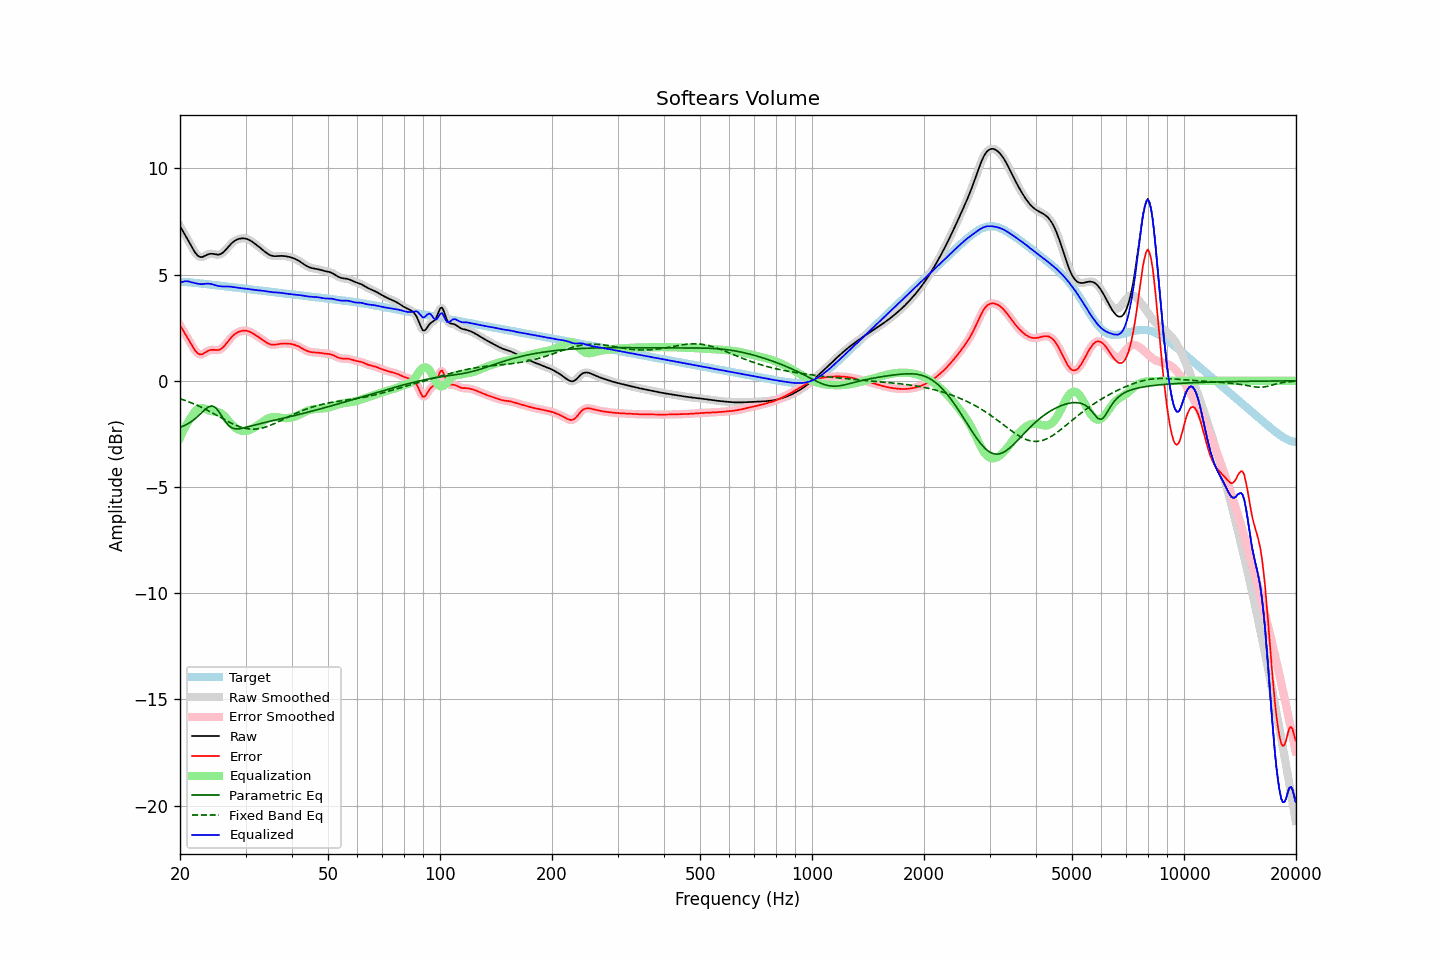 Softears Volume
Amplitude (dBr)
10
5
0
−5
−10
−15
−20
Target
Raw Smoothed
Error Smoothed
Raw
Error
Equalization
Parametric Eq
Fixed Band Eq
Equalized
20 50 100 200 500 1000 2000 5000 10000 20000
Frequency (Hz)